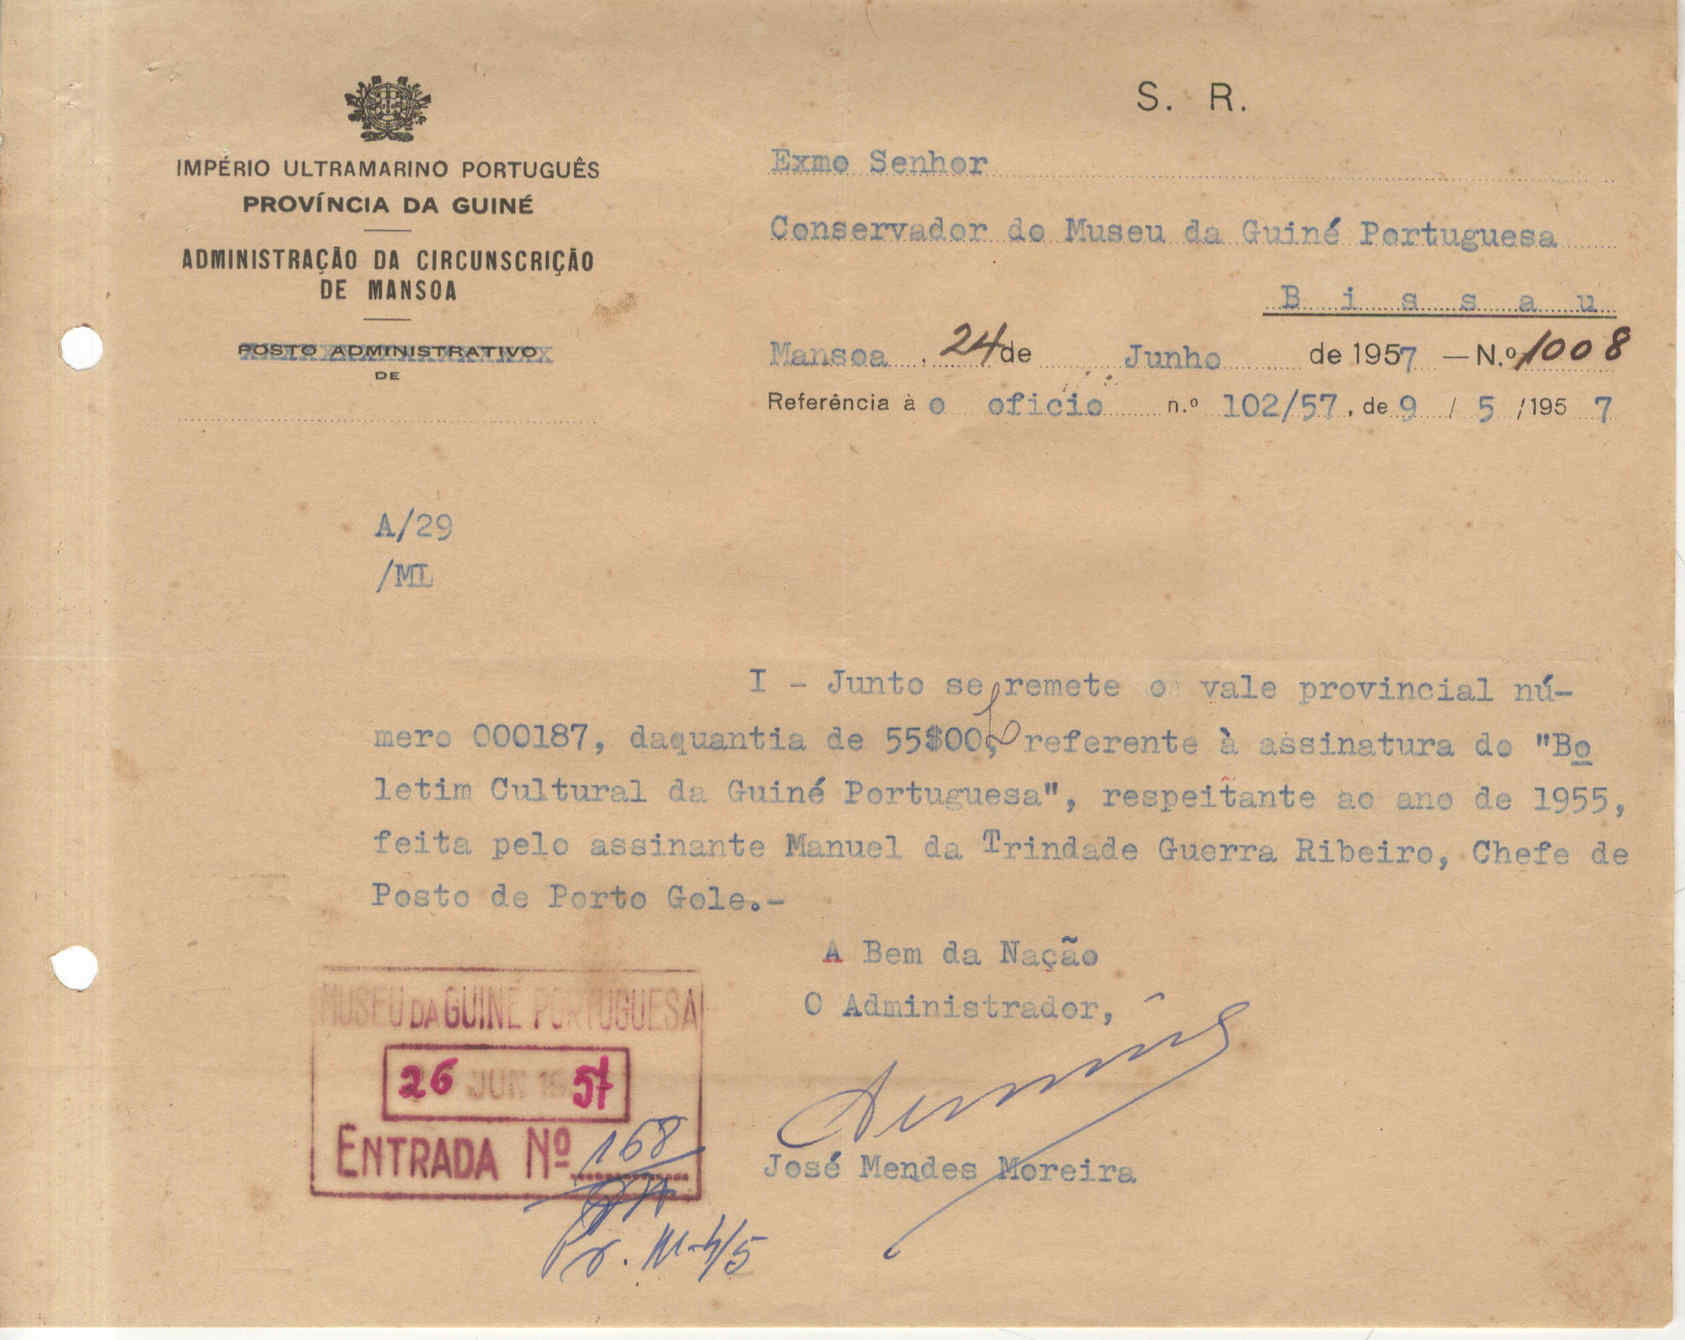 S. R.
IMPÉRIO ULTRAMARINO PORTUGUÊS
PROVÍNCIA DA GUINÉ
ADMINISTRAÇÃO DA CIRCUNSCRIÇÃO
DE MANSOA
POSTO ADMINISTRATIVO
DE
Exmo Senhor
Conservador do Museu da Guiné Portuguesa
B i s s a u
Mansoa, 24 de Junho de 1957 — N.º 1008
Referência à o oficio n.º 102/57, de 9 / 5 /1957
A/29
/ML
I - Junto se remete o vale provincial nú-
mero 000187, daquantia de 55$00, referente à assinatura do "Bo
letim Cultural da Guiné Portuguesa", respeitante ao ano de 1955,
feita pelo assinante Manuel da Trindade Guerra Ribeiro, Chefe de
Posto de Porto Gole.-
A Bem da Nação
O Administrador,
José Mendes Moreira
MUSEU DA GUINÉ PORTUGUESA
26 JUN 1957
ENTRADA Nº 168